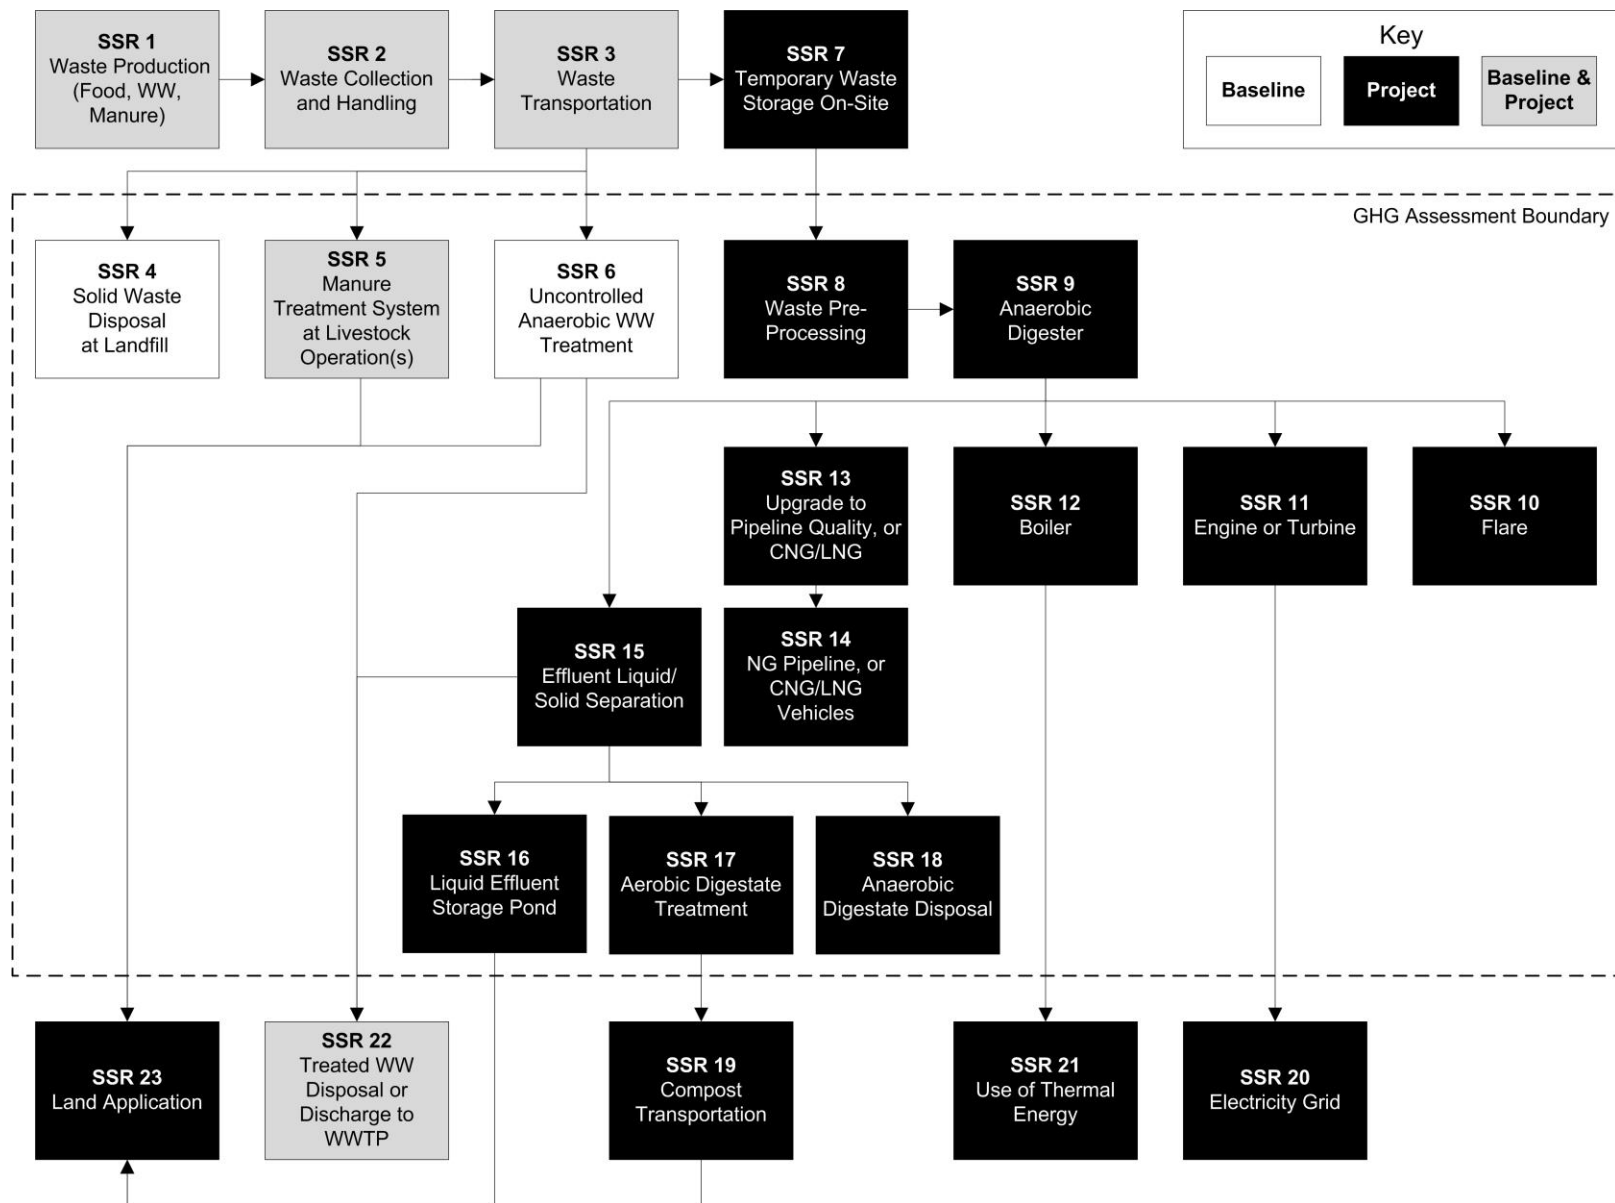 SSR 1
Waste Production
(Food, WW,
Manure)
SSR 2
Waste Collection
and Handling
SSR 3
Waste
Transportation
SSR 7
Temporary Waste
Storage On-Site
Key
Baseline
Project
Baseline &
Project
GHG Assessment Boundary
SSR 4
Solid Waste
Disposal
at Landfill
SSR 5
Manure
Treatment System
at Livestock
Operation(s)
SSR 6
Uncontrolled
Anaerobic WW
Treatment
SSR 8
Waste Pre-
Processing
SSR 9
Anaerobic
Digester
SSR 13
Upgrade to
Pipeline Quality, or
CNG/LNG
SSR 12
Boiler
SSR 11
Engine or Turbine
SSR 10
Flare
SSR 15
Effluent Liquid/
Solid Separation
SSR 14
NG Pipeline, or
CNG/LNG
Vehicles
SSR 16
Liquid Effluent
Storage Pond
SSR 17
Aerobic Digestate
Treatment
SSR 18
Anaerobic
Digestate Disposal
SSR 23
Land Application
SSR 22
Treated WW
Disposal or
Discharge to
WWTP
SSR 19
Compost
Transportation
SSR 21
Use of Thermal
Energy
SSR 20
Electricity Grid